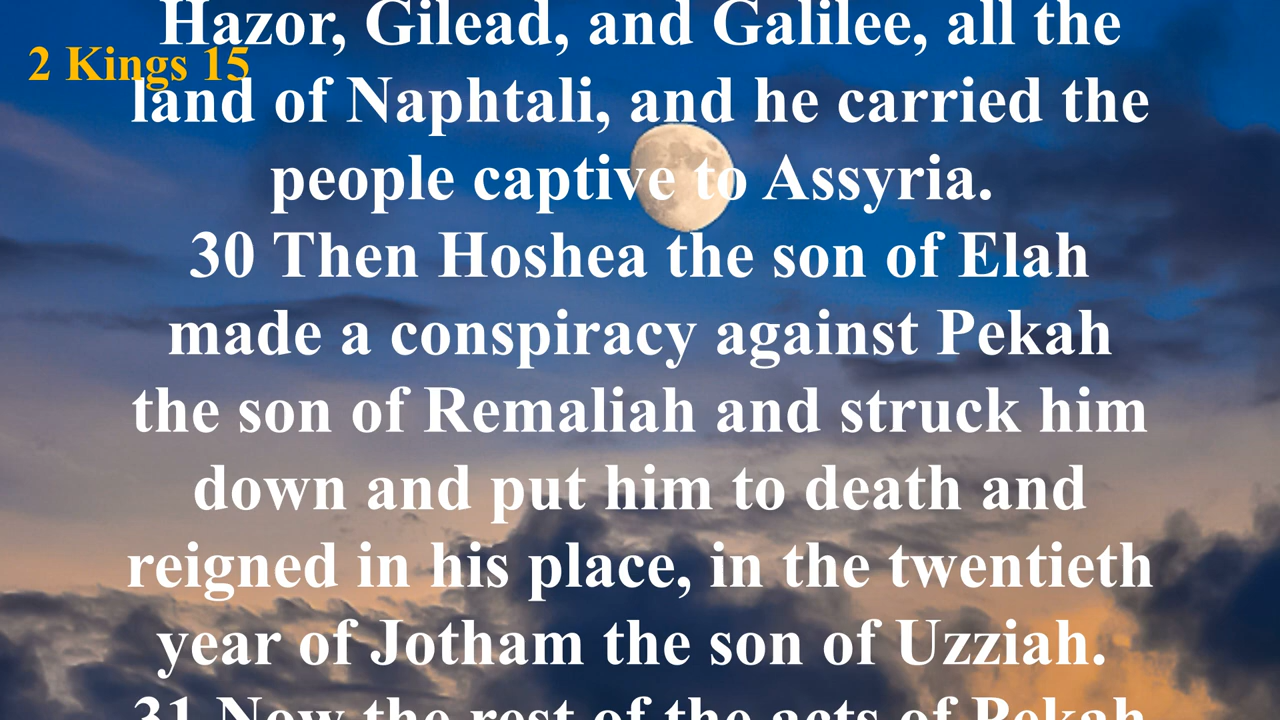 Hazor, Gilead, and Galilee, all the
2 Kings 15
land of Naphtali, and he carried the
people captive to Assyria.
30 Then Hoshea the son of Elah
made a conspiracy against Pekah
the son of Remaliah and struck him
down and put him to death and
reigned in his place, in the twentieth
year of Jotham the son of Uzziah.
31 Now the rest of the acts of Pekah